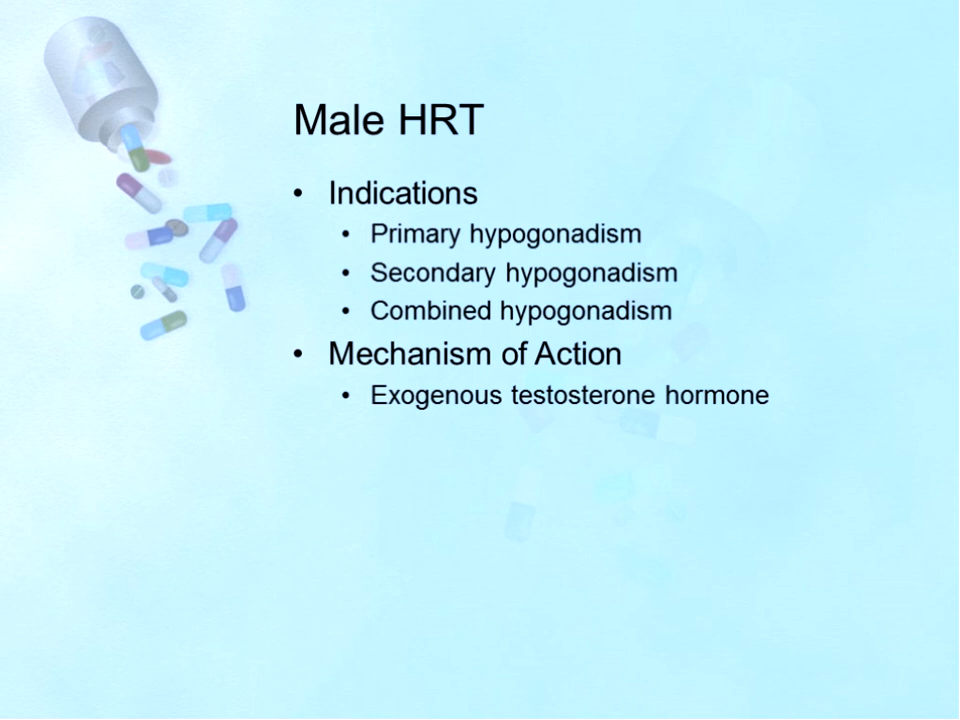 Male HRT
• Indications
• Primary hypogonadism
• Secondary hypogonadism
• Combined hypogonadism
• Mechanism of Action
• Exogenous testosterone hormone